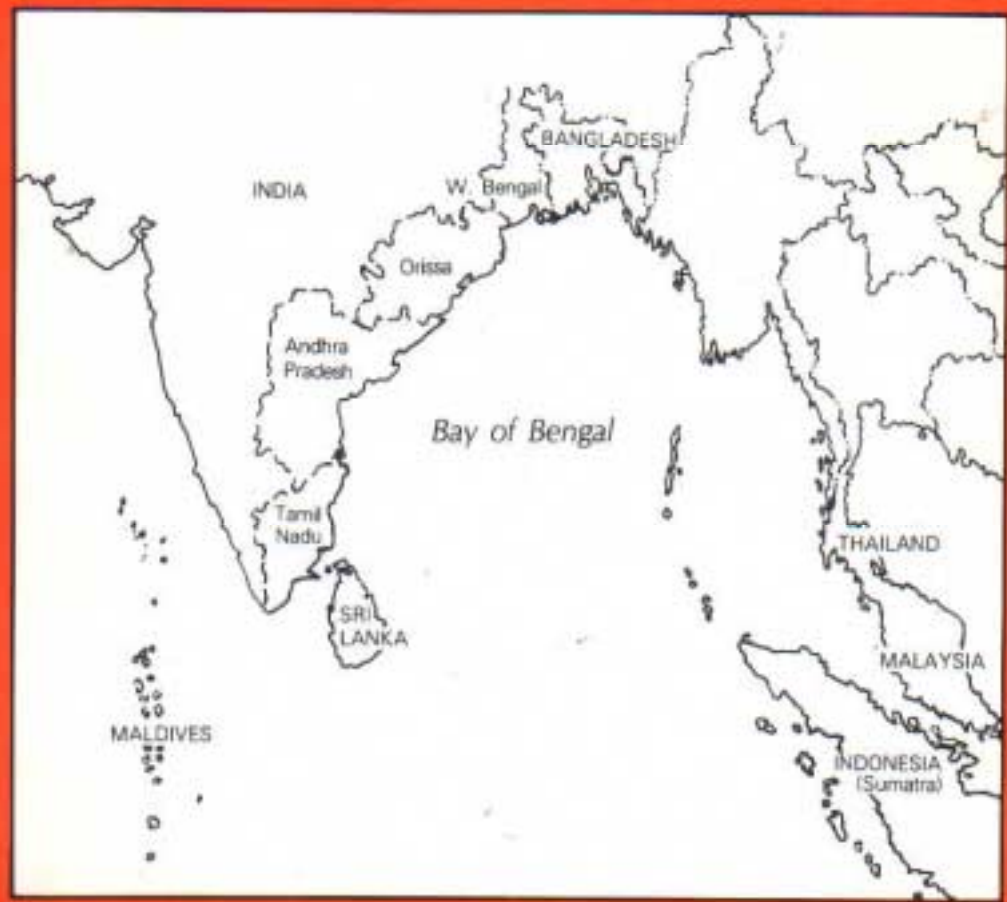 BANGLADESH
INDIA
W. Bengal
Orissa
Andhra
Pradesh
Bay of Bengal
Tamil
Nadu
THAILAND
SRI
LANKA
MALAYSIA
MALDIVES
INDONESIA
(Sumatra)